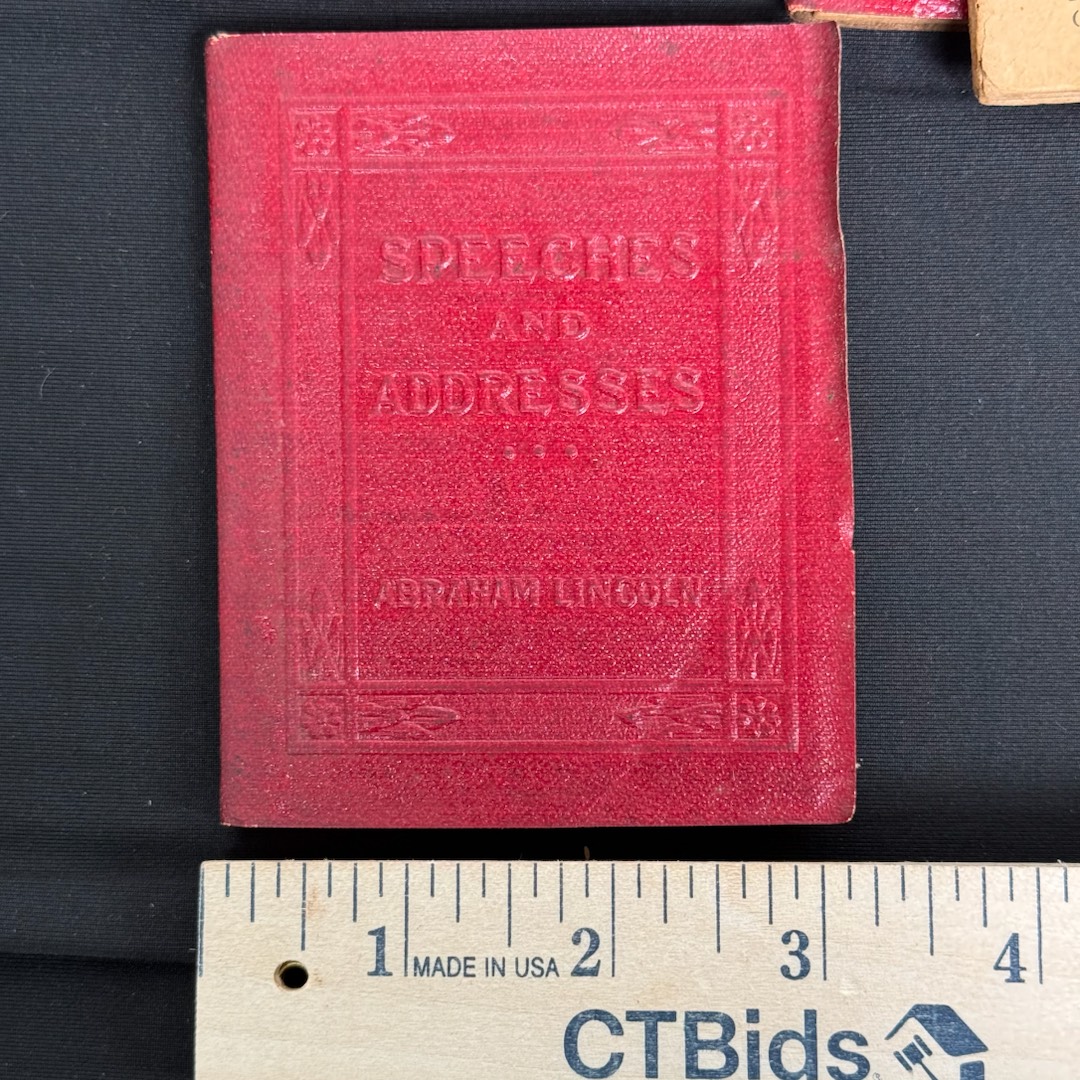 SPEECHES
AND
ADDRESSES
...
ABRAHAM LINCOLN
1 MADE IN USA 2 3 4
CTBids